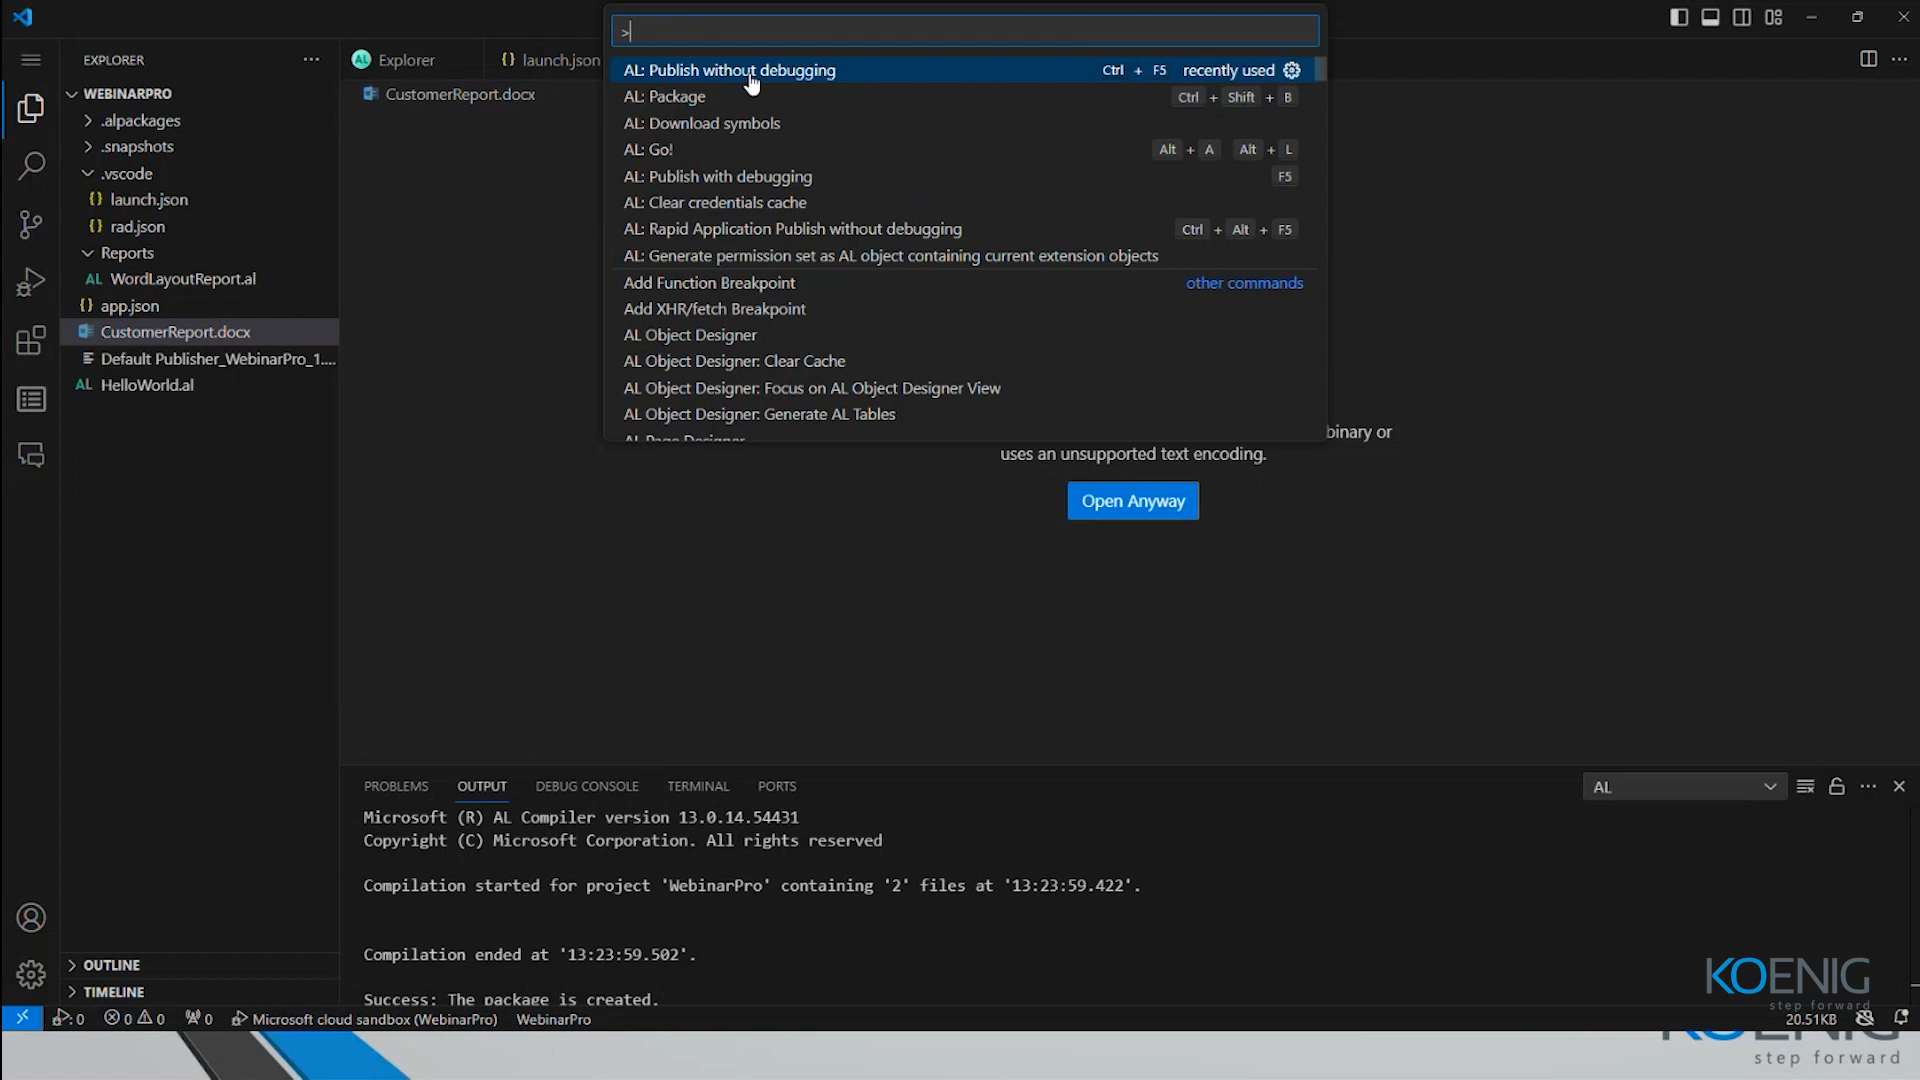 >
EXPLORER
AL Explorer
{} launch.json
AL: Publish without debugging Ctrl + F5 recently used
AL: Package Ctrl + Shift + B
AL: Download symbols
AL: Go! Alt + A Alt + L
AL: Publish with debugging F5
AL: Clear credentials cache
AL: Rapid Application Publish without debugging Ctrl + Alt + F5
AL: Generate permission set as AL object containing current extension objects
Add Function Breakpoint other commands
Add XHR/fetch Breakpoint
AL Object Designer
AL Object Designer: Clear Cache
AL Object Designer: Focus on AL Object Designer View
AL Object Designer: Generate AL Tables
AL Page Designer
WEBINARPRO
.alpackages
.snapshots
.vscode
{} launch.json
{} rad.json
Reports
AL WordLayoutReport.al
{} app.json
CustomerReport.docx
Default Publisher_WebinarPro_1....
AL HelloWorld.al
CustomerReport.docx
binary or
uses an unsupported text encoding.
Open Anyway
PROBLEMS OUTPUT DEBUG CONSOLE TERMINAL PORTS
AL
Microsoft (R) AL Compiler version 13.0.14.54431
Copyright (C) Microsoft Corporation. All rights reserved
Compilation started for project 'WebinarPro' containing '2' files at '13:23:59.422'.
Compilation ended at '13:23:59.502'.
Success: The package is created.
OUTLINE
TIMELINE
0 0 0 0 Microsoft cloud sandbox (WebinarPro) WebinarPro
20.51KB
KOENIG
step forward
KOENIG
step forward